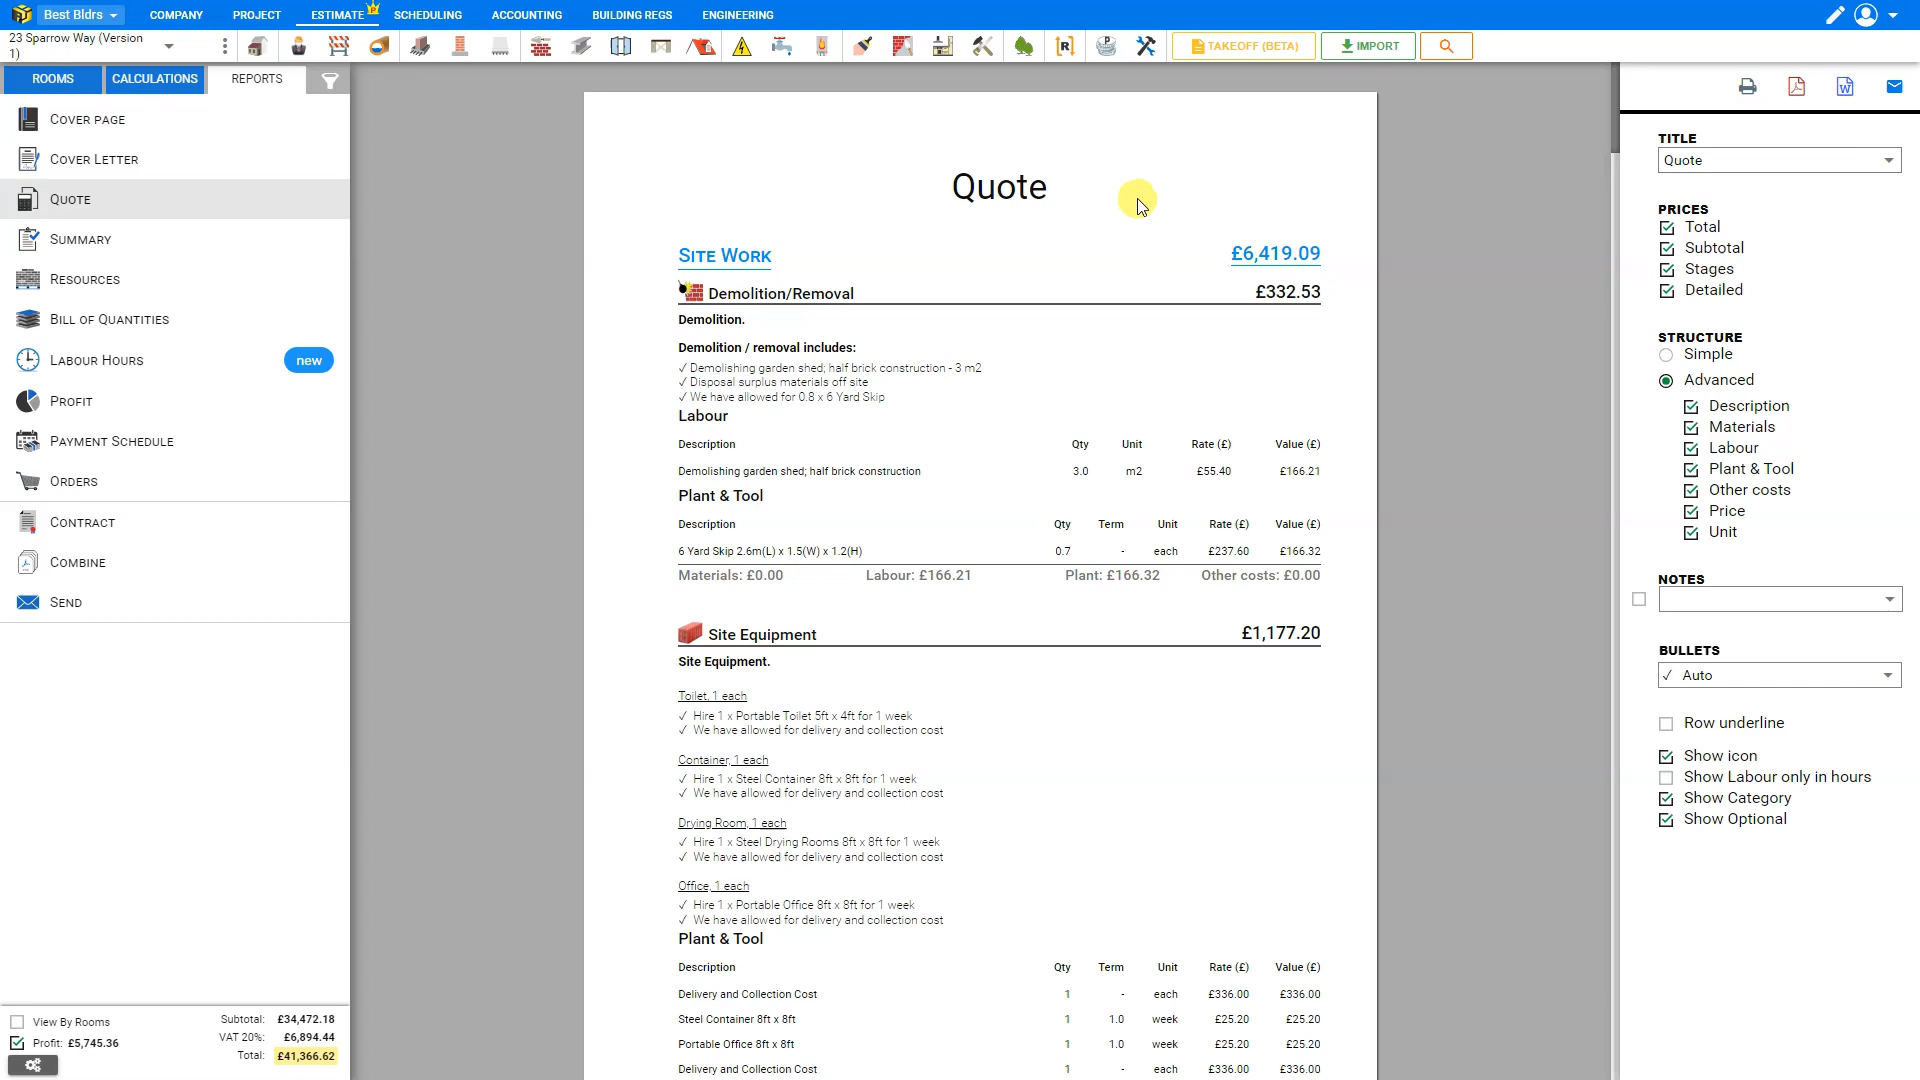 Best Bldrs
COMPANY
PROJECT
ESTIMATE
SCHEDULING
ACCOUNTING
BUILDING REGS
ENGINEERING
23 Sparrow Way (Version
1)
TAKEOFF (BETA)
IMPORT
ROOMS
CALCULATIONS
REPORTS
COVER PAGE
COVER LETTER
QUOTE
SUMMARY
RESOURCES
BILL OF QUANTITIES
LABOUR HOURS
new
PROFIT
PAYMENT SCHEDULE
ORDERS
CONTRACT
COMBINE
SEND
View By Rooms
Profit: £5,745.36
Subtotal: £34,472.18
VAT 20%: £6,894.44
Total: £41,366.62
Quote
SITE WORK £6,419.09
Demolition/Removal £332.53
Demolition.
Demolition / removal includes:
✓ Demolishing garden shed; half brick construction - 3 m2
✓ Disposal surplus materials off site
✓ We have allowed for 0.8 x 6 Yard Skip
Labour
Description Qty Unit Rate (£) Value (£)
Demolishing garden shed; half brick construction 3.0 m2 £55.40 £166.21
Plant & Tool
Description Qty Term Unit Rate (£) Value (£)
6 Yard Skip 2.6m(L) x 1.5(W) x 1.2(H) 0.7 - each £237.60 £166.32
Materials: £0.00 Labour: £166.21 Plant: £166.32 Other costs: £0.00
Site Equipment £1,177.20
Site Equipment.
Toilet, 1 each
✓ Hire 1 x Portable Toilet 5ft x 4ft for 1 week
✓ We have allowed for delivery and collection cost
Container, 1 each
✓ Hire 1 x Steel Container 8ft x 8ft for 1 week
✓ We have allowed for delivery and collection cost
Drying Room, 1 each
✓ Hire 1 x Steel Drying Rooms 8ft x 8ft for 1 week
✓ We have allowed for delivery and collection cost
Office, 1 each
✓ Hire 1 x Portable Office 8ft x 8ft for 1 week
✓ We have allowed for delivery and collection cost
Plant & Tool
Description Qty Term Unit Rate (£) Value (£)
Delivery and Collection Cost 1 - each £336.00 £336.00
Steel Container 8ft x 8ft 1 1.0 week £25.20 £25.20
Portable Office 8ft x 8ft 1 1.0 week £25.20 £25.20
Delivery and Collection Cost 1 - each £336.00 £336.00
TITLE
Quote
PRICES
Total
Subtotal
Stages
Detailed
STRUCTURE
Simple
Advanced
Description
Materials
Labour
Plant & Tool
Other costs
Price
Unit
NOTES
BULLETS
✓ Auto
Row underline
Show icon
Show Labour only in hours
Show Category
Show Optional